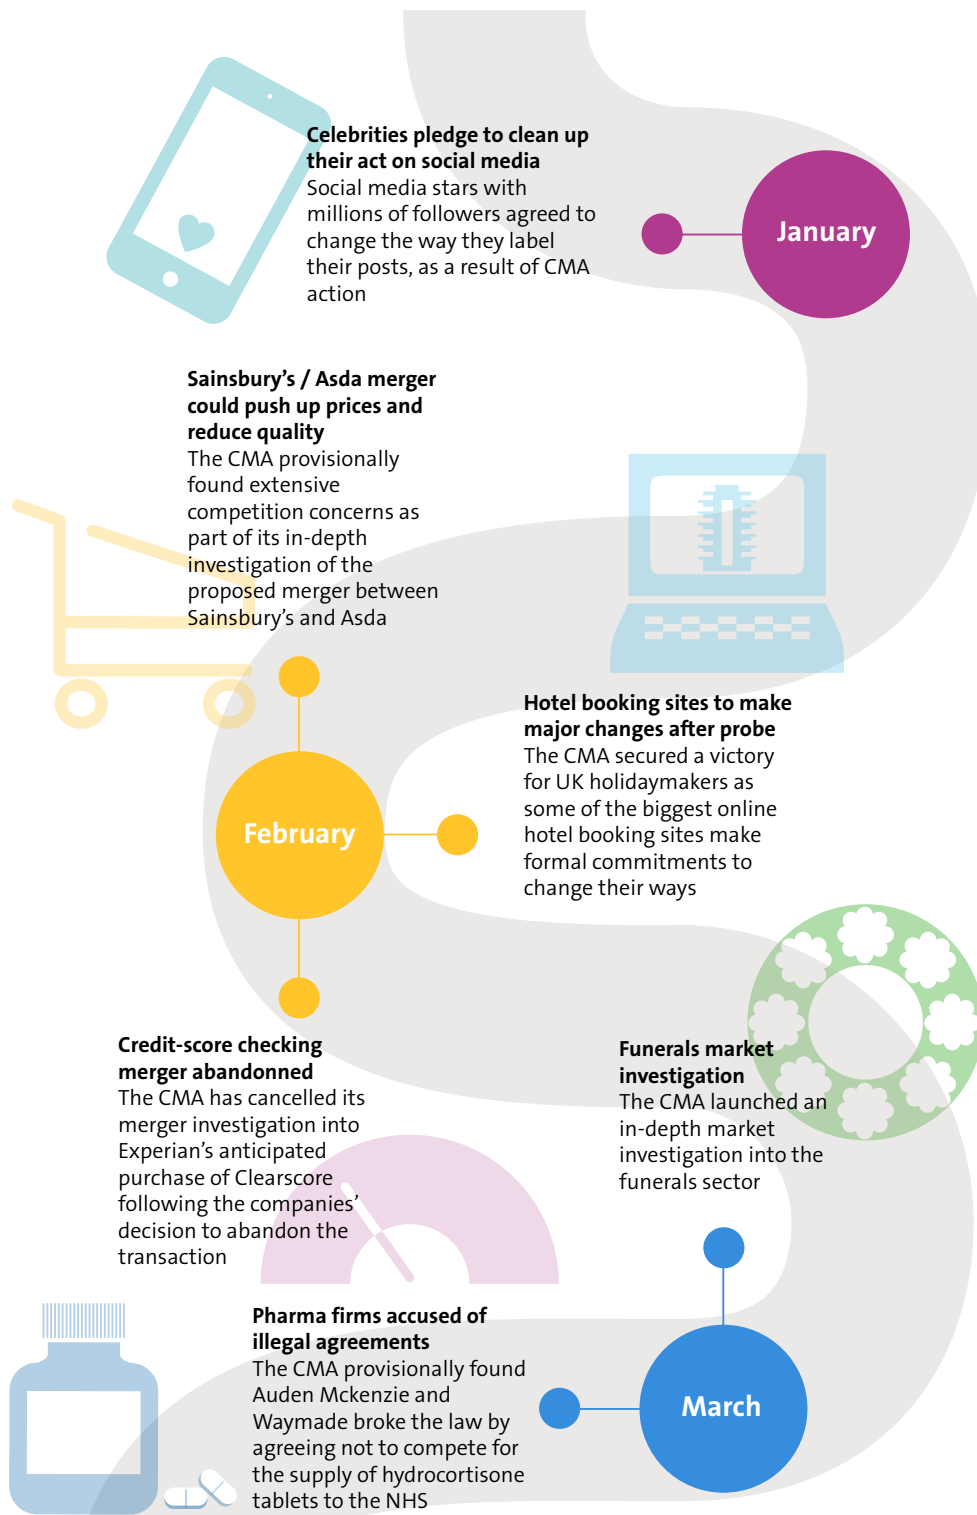 Celebrities pledge to clean up
their act on social media
Social media stars with
millions of followers agreed to
change the way they label
their posts, as a result of CMA
action
January
Sainsbury's / Asda merger
could push up prices and
reduce quality
The CMA provisionally
found extensive
competition concerns as
part of its in-depth
investigation of the
proposed merger between
Sainsbury's and Asda
Hotel booking sites to make
major changes after probe
The CMA secured a victory
for UK holidaymakers as
some of the biggest online
hotel booking sites make
formal commitments to
change their ways
February
Credit-score checking
merger abandonned
The CMA has cancelled its
merger investigation into
Experian's anticipated
purchase of Clearscore
following the companies'
decision to abandon the
transaction
Funerals market
investigation
The CMA launched an
in-depth market
investigation into the
funerals sector
Pharma firms accused of
illegal agreements
The CMA provisionally found
Auden Mckenzie and
Waymade broke the law by
agreeing not to compete for
the supply of hydrocortisone
tablets to the NHS
March